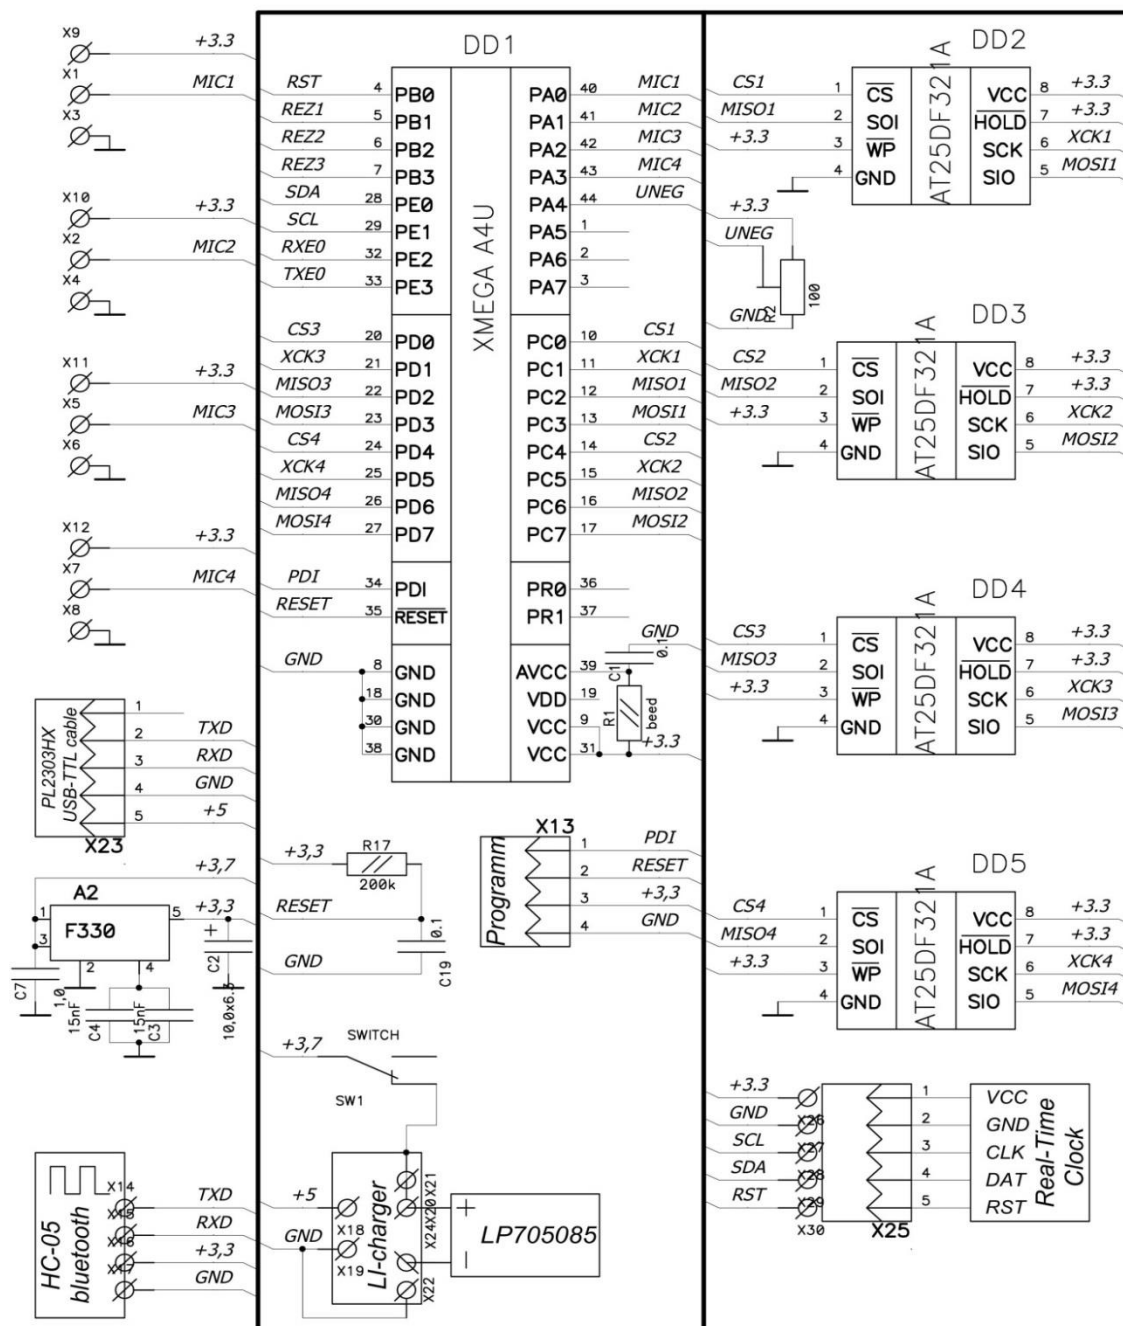 X9 +3.3
X1 MIC1
X3
X10 +3.3
X2 MIC2
X4
X11 +3.3
X5 MIC3
X6
X12 +3.3
X7 MIC4
X8
PL2303HX
USB-TTL cable
1
2 TXD
3 RXD
4 GND
5 +5
X23
+3,7
A2
1 F330 5 +3,3
3
2 4
C7 1,0
15nF C4
15nF C3
+ C2 10,0x6.3
HC-05
bluetooth
X14 TXD
X15 RXD
X16 +3,3
X17 GND
DD1
XMEGA A4U
RST 4 PB0 PA0 40 MIC1
REZ1 5 PB1 PA1 41 MIC2
REZ2 6 PB2 PA2 42 MIC3
REZ3 7 PB3 PA3 43 MIC4
SDA 28 PE0 PA4 44 UNEG
SCL 29 PE1 PA5 1
RXE0 32 PE2 PA6 2
TXE0 33 PE3 PA7 3
CS3 20 PD0 PC0 10 CS1
XCK3 21 PD1 PC1 11 XCK1
MISO3 22 PD2 PC2 12 MISO1
MOSI3 23 PD3 PC3 13 MOSI1
CS4 24 PD4 PC4 14 CS2
XCK4 25 PD5 PC5 15 XCK2
MISO4 26 PD6 PC6 16 MISO2
MOSI4 27 PD7 PC7 17 MOSI2
PDI 34 PDI PR0 36
RESET 35 RESET PR1 37
GND 8 GND AVCC 39
18 GND VDD 19
30 GND VCC 9
38 GND VCC 31 +3.3
GND
C1 0.1
R1 beed
+3,3 R17
200k
RESET
GND
0.1
C19
X13
Programm
1 PDI
2 RESET
3 +3,3
4 GND
+3,7 SWITCH
SW1
+5 X18
GND X19
LI-charger
X21
X20
X24
X22
+
−
LP705085
DD2
AT25DF321A
CS1 1 CS VCC 8 +3.3
MISO1 2 SOI HOLD 7 +3.3
+3.3 3 WP SCK 6 XCK1
4 GND SIO 5 MOSI1
+3.3
UNEG
GND
R2
100
DD3
AT25DF321A
CS2 1 CS VCC 8 +3.3
MISO2 2 SOI HOLD 7 +3.3
+3.3 3 WP SCK 6 XCK2
4 GND SIO 5 MOSI2
DD4
AT25DF321A
CS3 1 CS VCC 8 +3.3
MISO3 2 SOI HOLD 7 +3.3
+3.3 3 WP SCK 6 XCK3
4 GND SIO 5 MOSI3
DD5
AT25DF321A
CS4 1 CS VCC 8 +3.3
MISO4 2 SOI HOLD 7 +3.3
+3.3 3 WP SCK 6 XCK4
4 GND SIO 5 MOSI4
+3.3 X26 1 VCC
GND X27 2 GND
SCL X28 3 CLK
SDA X29 4 DAT
RST X30 5 RST
X25
Real-Time
Clock